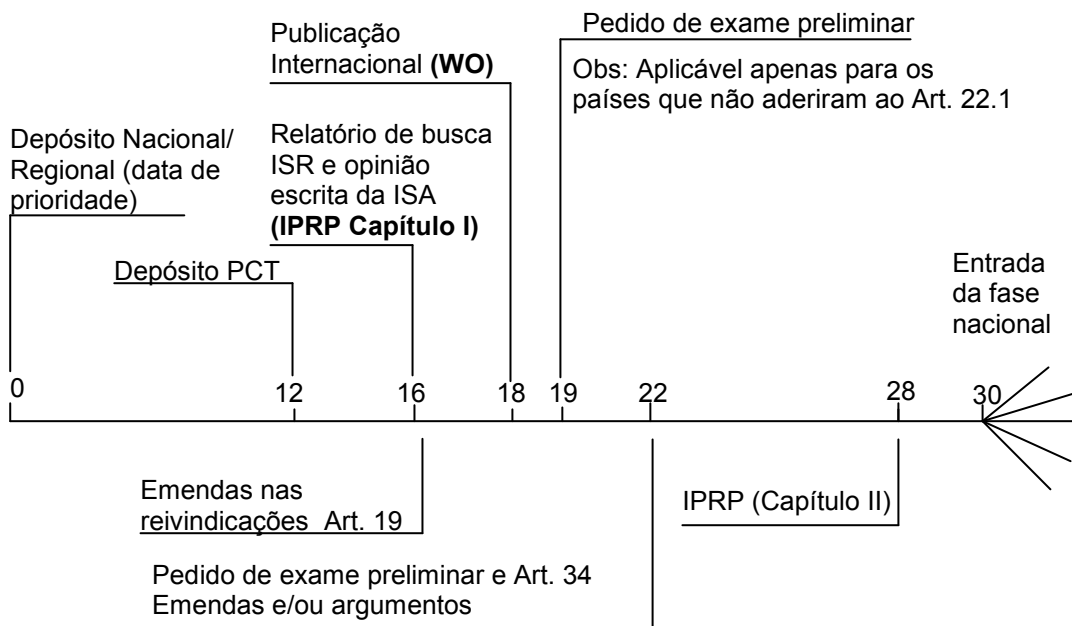 Publicação
Internacional (WO)
Pedido de exame preliminar
Obs: Aplicável apenas para os
países que não aderiram ao Art. 22.1
Depósito Nacional/
Regional (data de
prioridade)
Relatório de busca
ISR e opinião
escrita da ISA
(IPRP Capítulo I)
Depósito PCT
Entrada
da fase
nacional
0 12 16 18 19 22 28 30
Emendas nas
reivindicações Art. 19
IPRP (Capítulo II)
Pedido de exame preliminar e Art. 34
Emendas e/ou argumentos